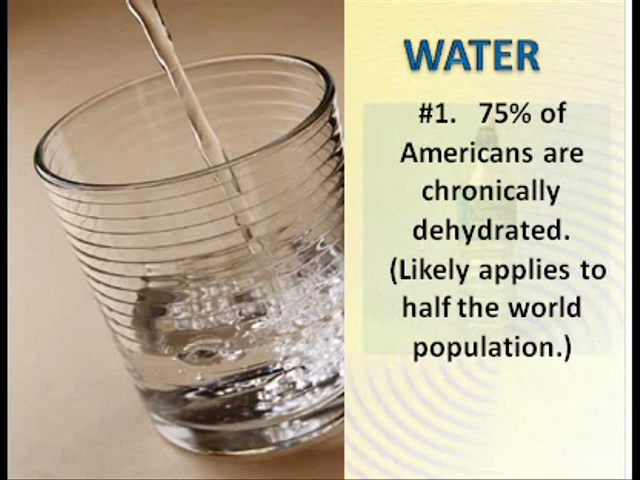 WATER
#1. 75% of
Americans are
chronically
dehydrated.
(Likely applies to
half the world
population.)